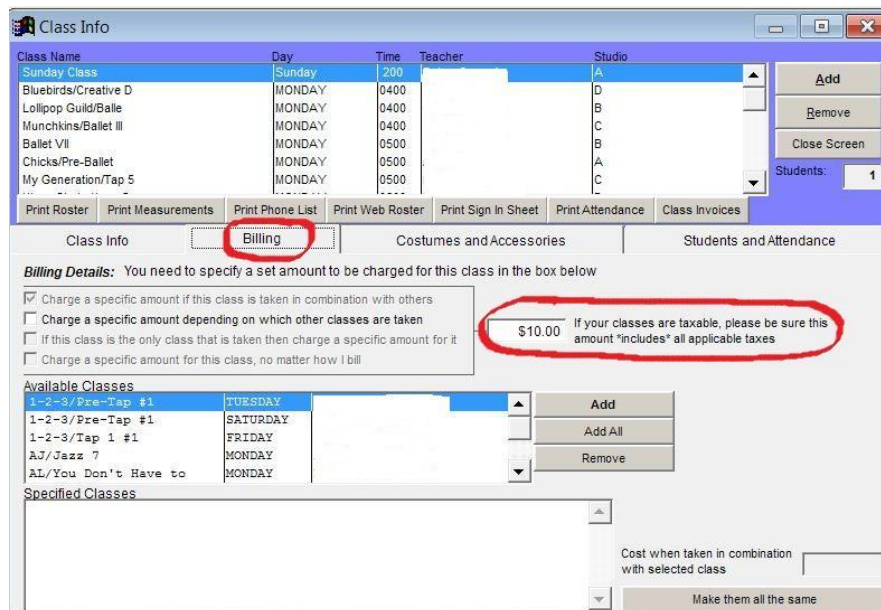 Class Info
Class Name Day Time Teacher Studio
Sunday Class Sunday 200 A
Bluebirds/Creative D MONDAY 0400 D
Lollipop Guild/Balle MONDAY 0400 B
Munchkins/Ballet III MONDAY 0400 C
Ballet VII MONDAY 0500 B
Chicks/Pre-Ballet MONDAY 0500 A
My Generation/Tap 5 MONDAY 0500 C
Add
Remove
Close Screen
Students: 1
Print Roster Print Measurements Print Phone List Print Web Roster Print Sign In Sheet Print Attendance Class Invoices
Class Info Billing Costumes and Accessories Students and Attendance
Billing Details: You need to specify a set amount to be charged for this class in the box below
Charge a specific amount if this class is taken in combination with others
Charge a specific amount depending on which other classes are taken
If this class is the only class that is taken then charge a specific amount for it
Charge a specific amount for this class, no matter how I bill
$10.00
If your classes are taxable, please be sure this
amount *includes* all applicable taxes
Available Classes
1-2-3/Pre-Tap #1 TUESDAY
1-2-3/Pre-Tap #1 SATURDAY
1-2-3/Tap 1 #1 FRIDAY
AJ/Jazz 7 MONDAY
AL/You Don't Have to MONDAY
Add
Add All
Remove
Specified Classes
Cost when taken in combination
with selected class
Make them all the same